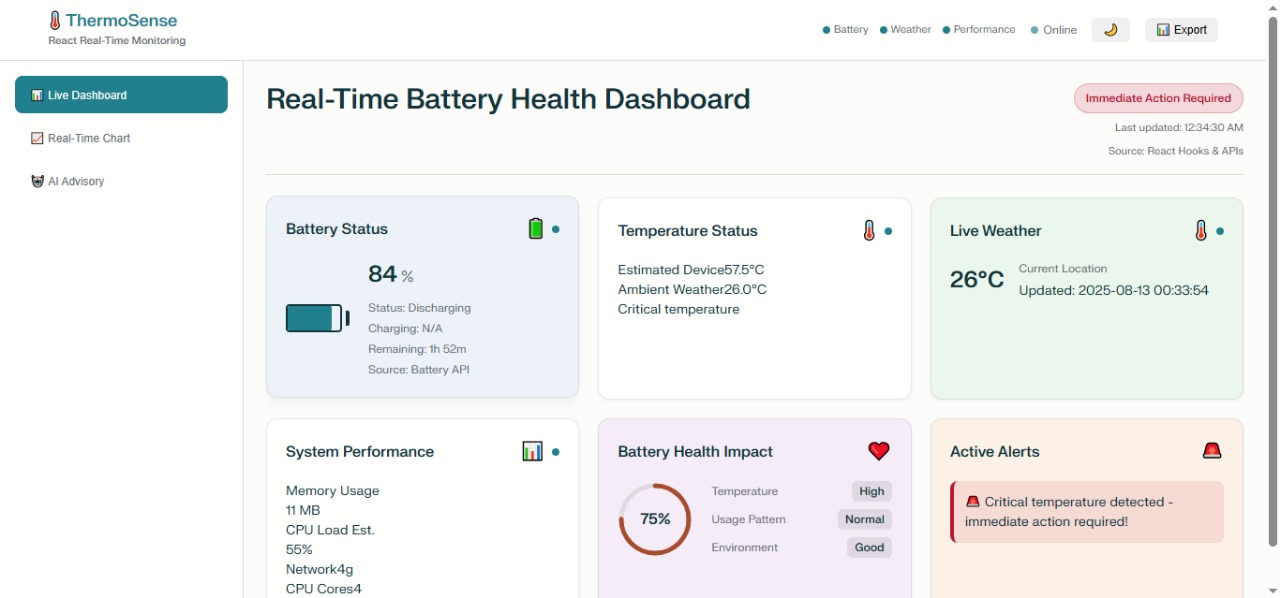 ThermoSense
React Real-Time Monitoring
Battery
Weather
Performance
Online
Export
Live Dashboard
Real-Time Chart
AI Advisory
Real-Time Battery Health Dashboard
Immediate Action Required
Last updated: 12:34:30 AM
Source: React Hooks & APIs
Battery Status
84 %
Status: Discharging
Charging: N/A
Remaining: 1h 52m
Source: Battery API
Temperature Status
Estimated Device57.5°C
Ambient Weather26.0°C
Critical temperature
Live Weather
26°C
Current Location
Updated: 2025-08-13 00:33:54
System Performance
Memory Usage
11 MB
CPU Load Est.
55%
Network4g
CPU Cores4
Battery Health Impact
75%
Temperature High
Usage Pattern Normal
Environment Good
Active Alerts
Critical temperature detected -
immediate action required!